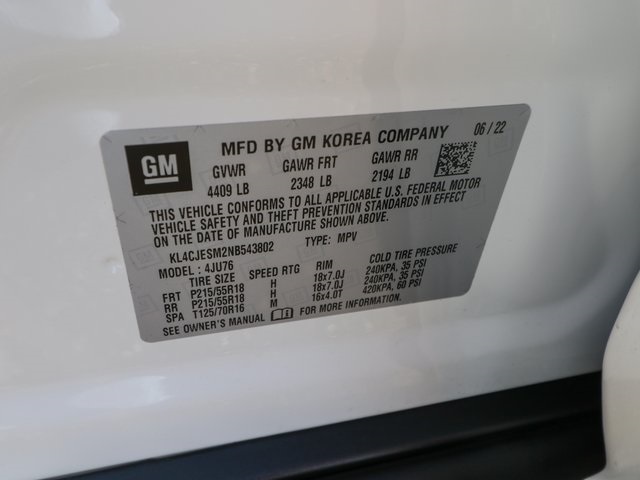 MFD BY GM KOREA COMPANY 06 / 22
GM
GVWR GAWR FRT GAWR RR
4409 LB 2348 LB 2194 LB
THIS VEHICLE CONFORMS TO ALL APPLICABLE U.S. FEDERAL MOTOR
VEHICLE SAFETY AND THEFT PREVENTION STANDARDS IN EFFECT
ON THE DATE OF MANUFACTURE SHOWN ABOVE.
KL4CJESM2NB543802 TYPE: MPV
MODEL : 4JU76
TIRE SIZE SPEED RTG RIM COLD TIRE PRESSURE
FRT P215/55R18 H 18x7.0J 240KPA, 35 PSI
RR P215/55R18 H 18x7.0J 240KPA, 35 PSI
SPA T125/70R16 M 16x4.0T 420KPA, 60 PSI
SEE OWNER'S MANUAL FOR MORE INFORMATION.